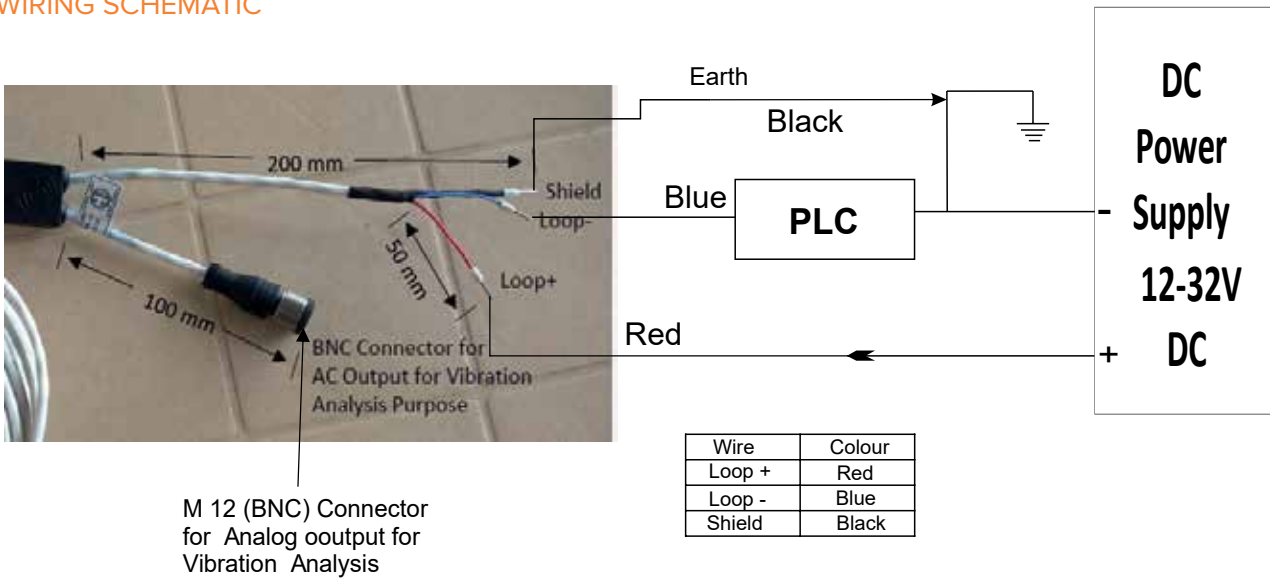 WIRING SCHEMATIC
Earth
Black
200 mm
Shield
Blue
Loop-
PLC
-
DC
Power
Supply
12-32V
DC
50 mm
Loop+
100 mm
Red
+
BNC Connector for
AC Output for Vibration
Analysis Purpose
Wire Colour
Loop + Red
Loop - Blue
Shield Black
M 12 (BNC) Connector
for Analog ooutput for
Vibration Analysis